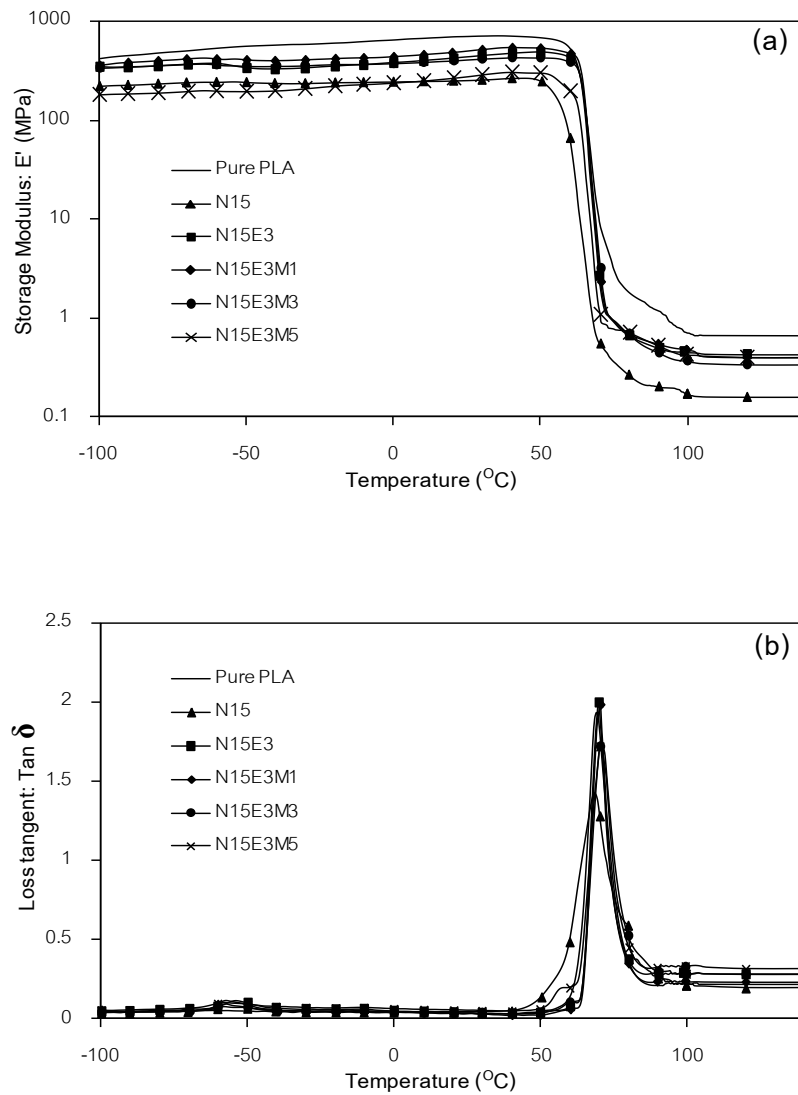 (a)
1000
100
10
1
0.1
Storage Modulus: E' (MPa)
Pure PLA
N15
N15E3
N15E3M1
N15E3M3
N15E3M5
-100
-50
0
50
100
Temperature (OC)
(b)
2.5
2
1.5
1
0.5
0
Loss tangent: Tan δ
Pure PLA
N15
N15E3
N15E3M1
N15E3M3
N15E3M5
-100
-50
0
50
100
Temperature (OC)